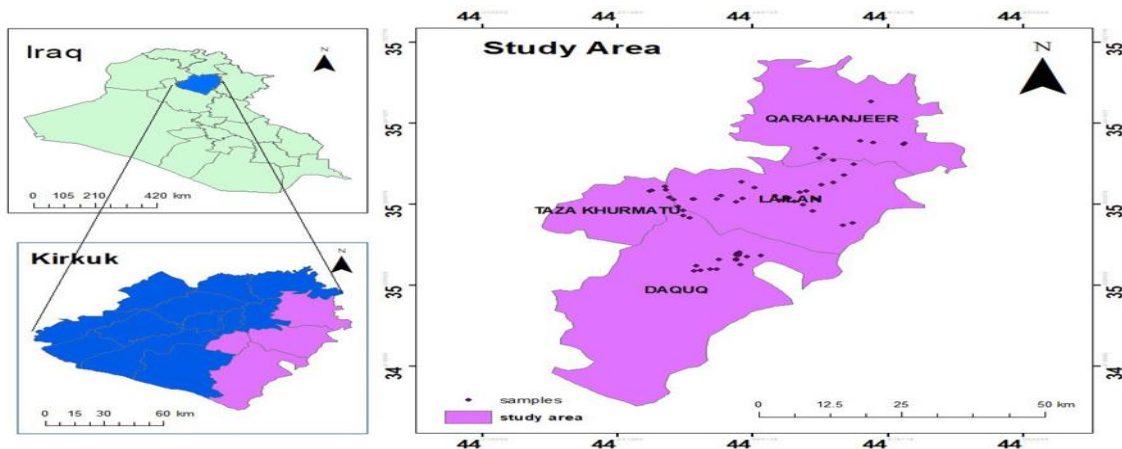 Iraq
N
0 105 210 420 km
Kirkuk
N
0 15 30 60 km
44 44 44 44 44
Study Area
N
35
35
35
35
34
35
35
35
35
34
QARAHANJEER
LAILAN
TAZA KHURMATU
DAQUQ
samples
study area
0 12.5 25 50 km
44 44 44 44 44